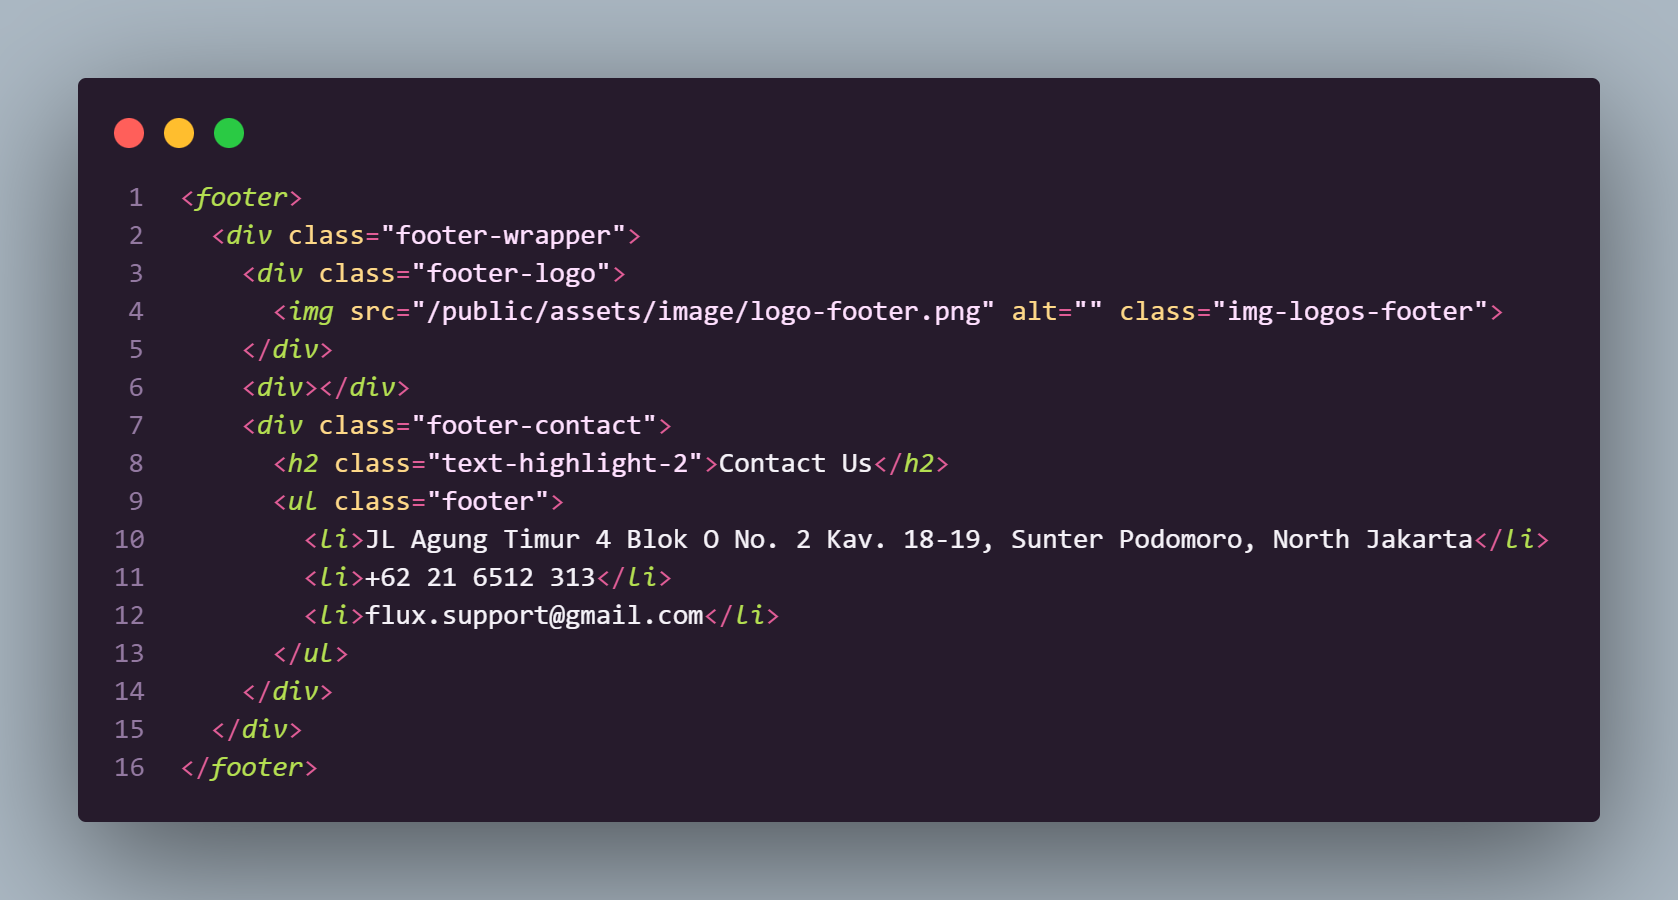 1 <footer>
2   <div class="footer-wrapper">
3     <div class="footer-logo">
4       <img src="/public/assets/image/logo-footer.png" alt="" class="img-logos-footer">
5     </div>
6     <div></div>
7     <div class="footer-contact">
8       <h2 class="text-highlight-2">Contact Us</h2>
9       <ul class="footer">
10         <li>JL Agung Timur 4 Blok O No. 2 Kav. 18-19, Sunter Podomoro, North Jakarta</li>
11         <li>+62 21 6512 313</li>
12         <li>flux.support@gmail.com</li>
13       </ul>
14     </div>
15   </div>
16 </footer>